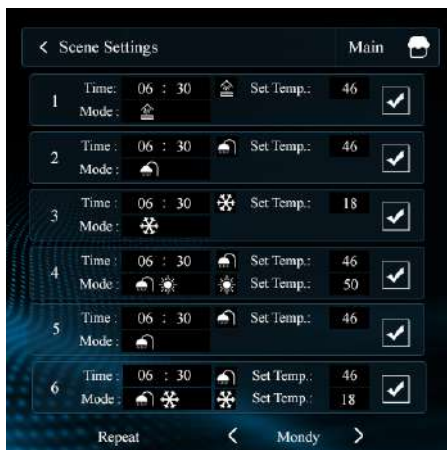 < Scene Settings Main
1 Time: 06 : 30 Set Temp.: 46
Mode :
2 Time : 06 : 30 Set Temp.: 46
Mode :
3 Time : 06 : 30 Set Temp.: 18
Mode :
4 Time : 06 : 30 Set Temp.: 46
Mode : Set Temp.: 50
5 Time : 06 : 30 Set Temp.: 46
Mode :
6 Time : 06 : 30 Set Temp.: 46
Mode : Set Temp.: 18
Repeat < Mondy >